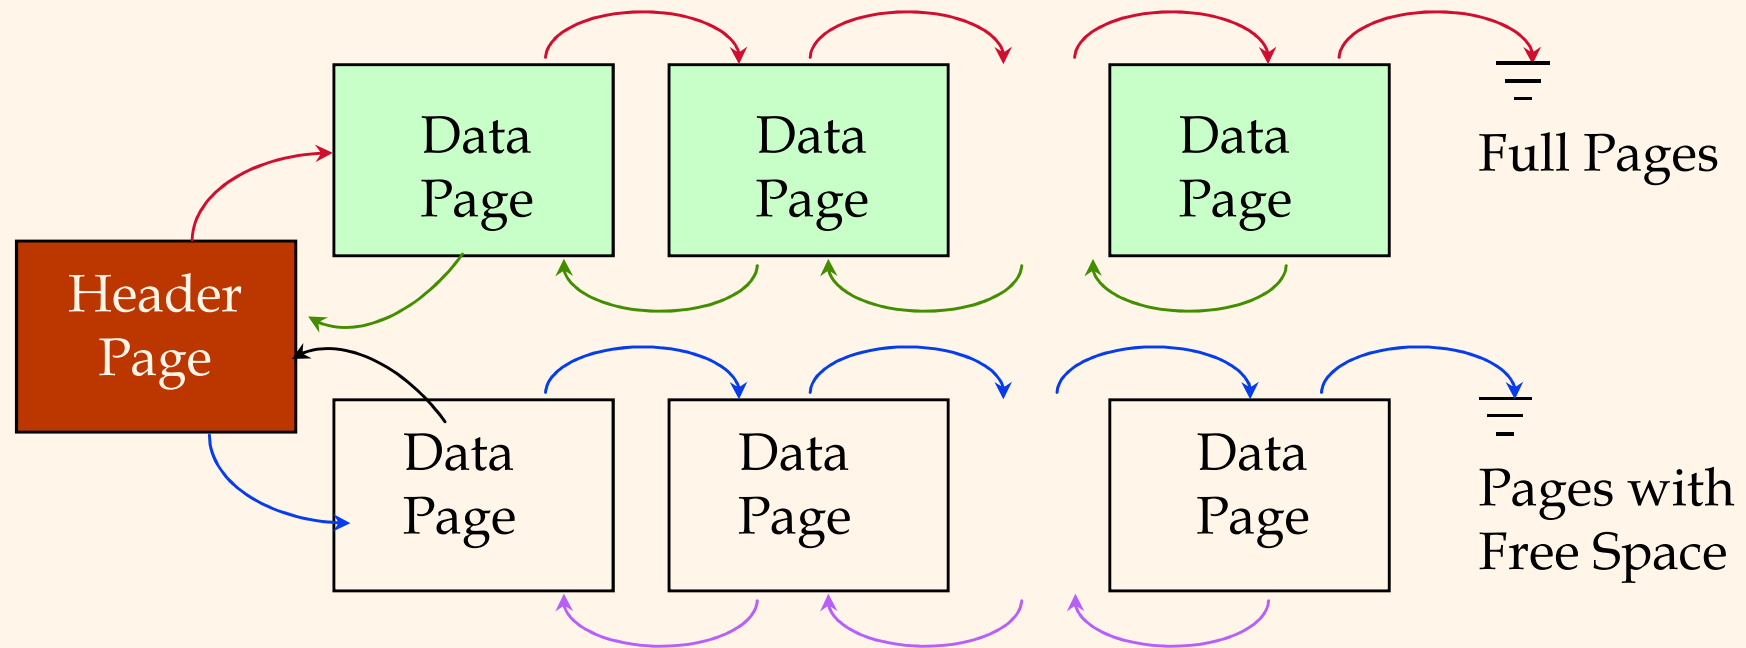 Data
Page
Data
Page
Data
Page
Full Pages
Header
Page
Data
Page
Data
Page
Data
Page
Pages with
Free Space